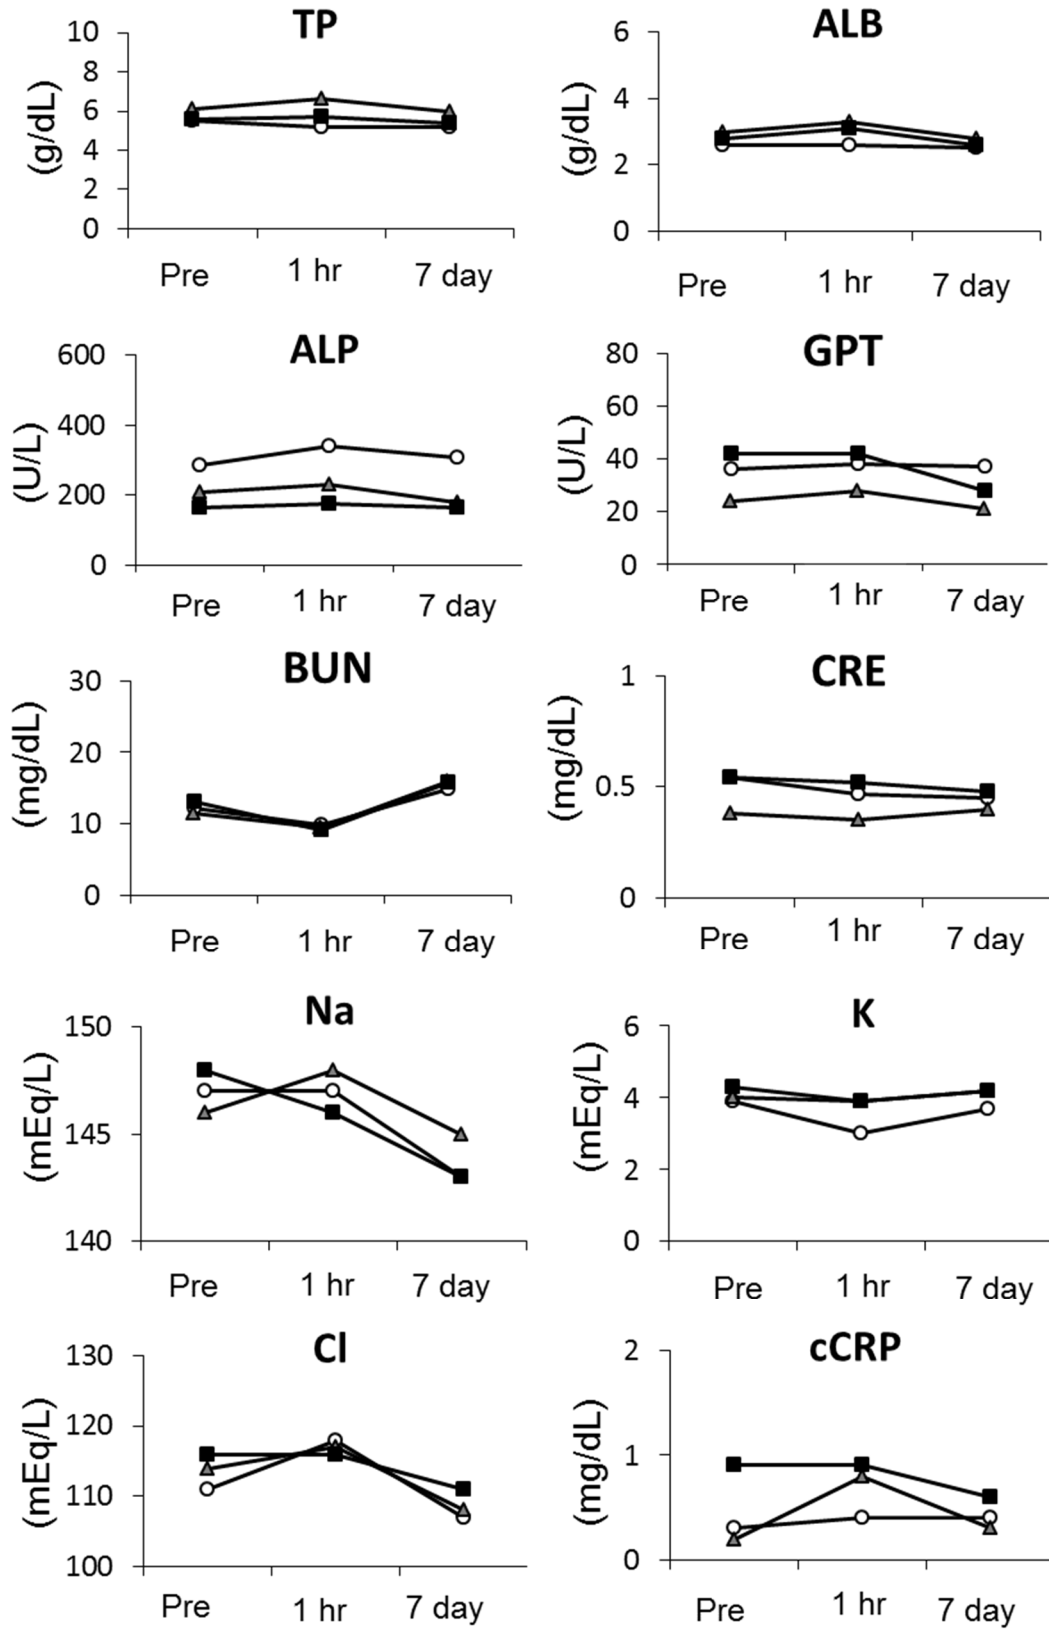 TP
10
8
6
4
2
0
(g/dL)
Pre
1 hr
7 day
ALB
6
4
2
0
(g/dL)
Pre
1 hr
7 day
ALP
600
400
200
0
(U/L)
Pre
1 hr
7 day
GPT
80
60
40
20
0
(U/L)
Pre
1 hr
7 day
BUN
30
20
10
0
(mg/dL)
Pre
1 hr
7 day
CRE
1
0.5
0
(mg/dL)
Pre
1 hr
7 day
Na
150
145
140
(mEq/L)
Pre
1 hr
7 day
K
6
4
2
0
(mEq/L)
Pre
1 hr
7 day
Cl
130
120
110
100
(mEq/L)
Pre
1 hr
7 day
cCRP
2
1
0
(mg/dL)
Pre
1 hr
7 day